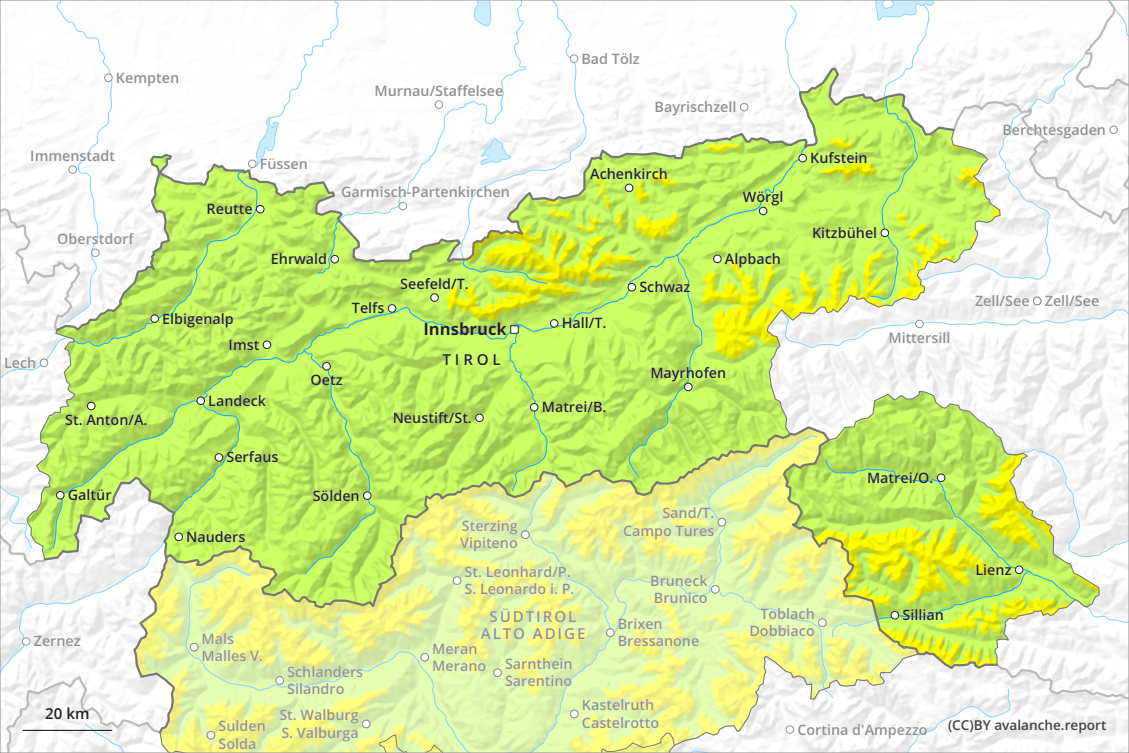 Kempten
Bad Tölz
Murnau/Staffelsee
Bayrischzell
Berchtesgaden
Immenstadt
Füssen
Kufstein
Achenkirch
Garmisch-Partenkirchen
Wörgl
Reutte
Oberstdorf
Kitzbühel
Ehrwald
Alpbach
Seefeld/T.
Schwaz
Telfs
Zell/See
Zell/See
Elbigenalp
Innsbruck
Hall/T.
Mittersill
Imst
TIROL
Lech
Oetz
Mayrhofen
Landeck
St. Anton/A.
Neustift/St.
Matrei/B.
Serfaus
Matrei/O.
Galtür
Sölden
Sand/T.
Campo Tures
Sterzing
Vipiteno
Nauders
Lienz
St. Leonhard/P.
S. Leonardo i. P.
Bruneck
Brunico
SÜDTIROL
ALTO ADIGE
Sillian
Toblach
Dobbiaco
Brixen
Bressanone
Zernez
Mals
Malles V.
Meran
Merano
Sarnthein
Sarentino
Schlanders
Silandro
Kastelruth
Castelrotto
20 km
St. Walburg
S. Valburga
Sulden
Solda
Cortina d'Ampezzo
(CC)BY avalanche.report